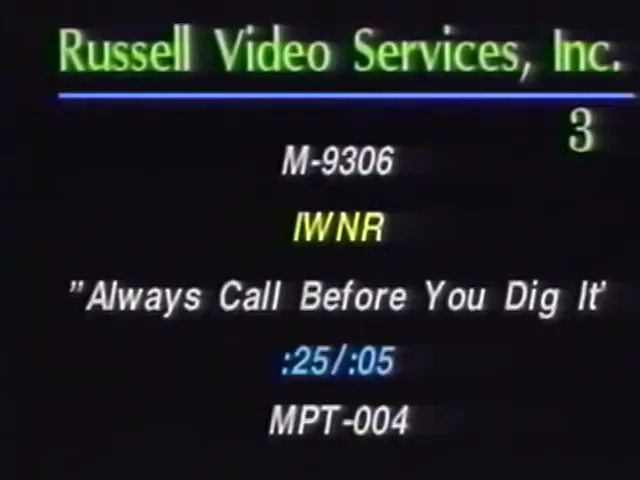 Russell Video Services, Inc.
3
M-9306
IWNR
"Always Call Before You Dig It'
:25/:05
MPT-004